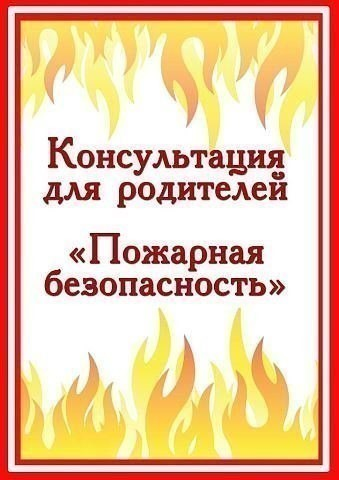 Консультация
для родителей
«Пожарная
безопасность»